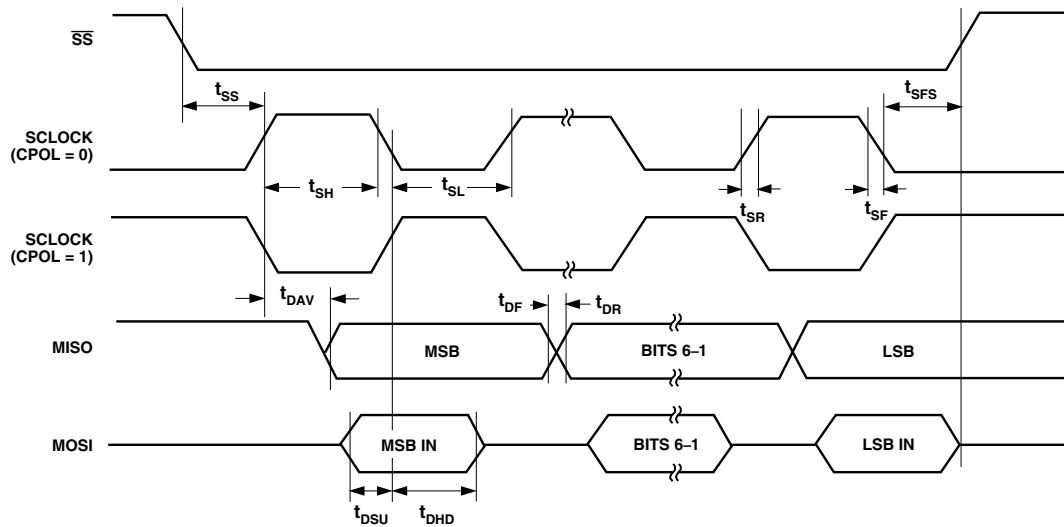 SS
tSS
tSFS
SCLOCK
(CPOL = 0)
tSH
tSL
tSR
tSF
SCLOCK
(CPOL = 1)
tDAV
tDF
tDR
MISO
MSB
BITS 6–1
LSB
MOSI
MSB IN
BITS 6–1
LSB IN
tDSU
tDHD